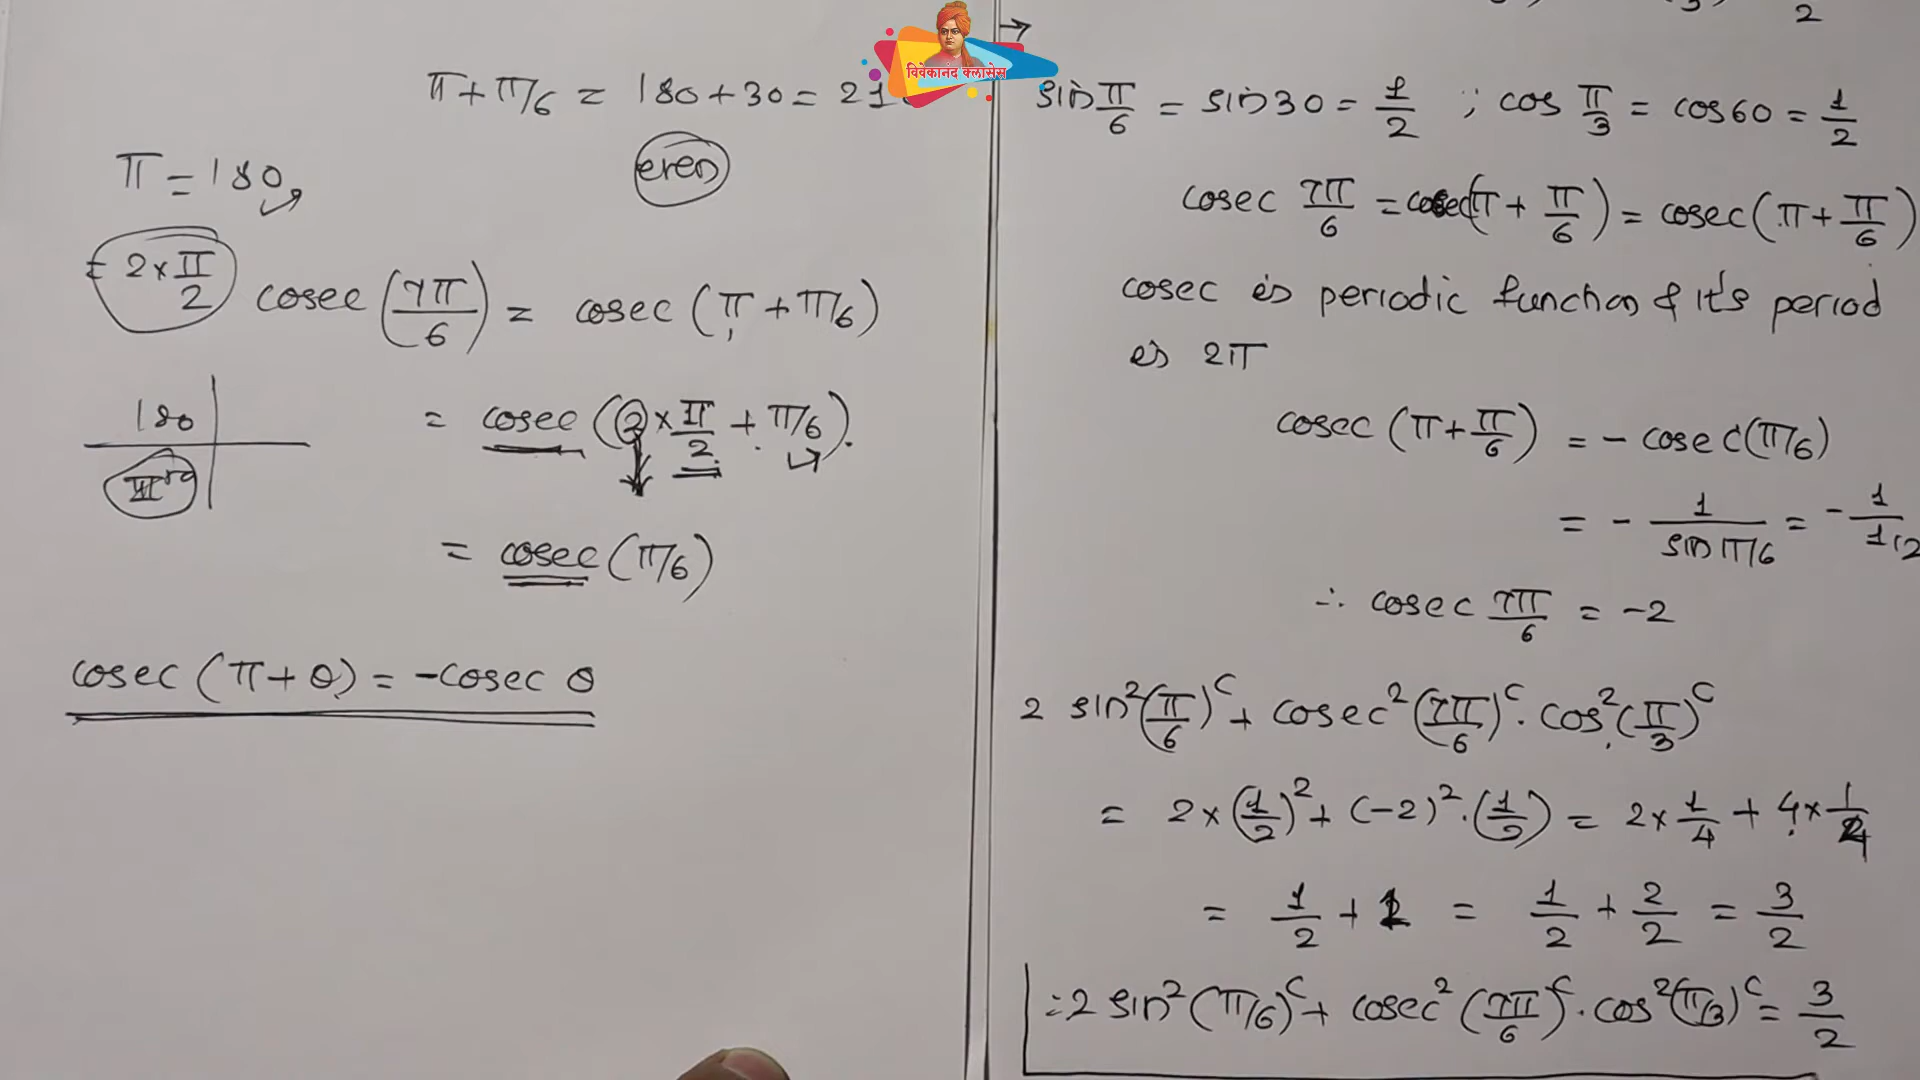 विवेकानंद क्लासेस
π + π/6 = 180 + 30 = 21
even
π = 180
= 2 × π/2
cosec (7π/6) = cosec (π + π/6)
180
= cosec (2 × π/2 + π/6).
IIIrd
= cosec (π/6)
cosec (π + θ) = -cosec θ
→
2
sin π/6 = sin 30 = 1/2 ; cos π/3 = cos 60 = 1/2
cosec 7π/6 = cosec(π + π/6) = cosec (π + π/6)
cosec is periodic function & it's period
is 2π
cosec (π + π/6) = - cosec (π/6)
= - 1/sin π/6 = - 1/1/2
∴ cosec 7π/6 = -2
2 sin²(π/6)ᶜ + cosec² (7π/6)ᶜ . cos² (π/3)ᶜ
= 2 × (1/2)² + (-2)² . (1/2) = 2 × 1/4 + 4 × 1/4
= 1/2 + 1 = 1/2 + 2/2 = 3/2
= 2 sin² (π/6)ᶜ + cosec² (7π/6)ᶜ . cos² (π/3)ᶜ = 3/2